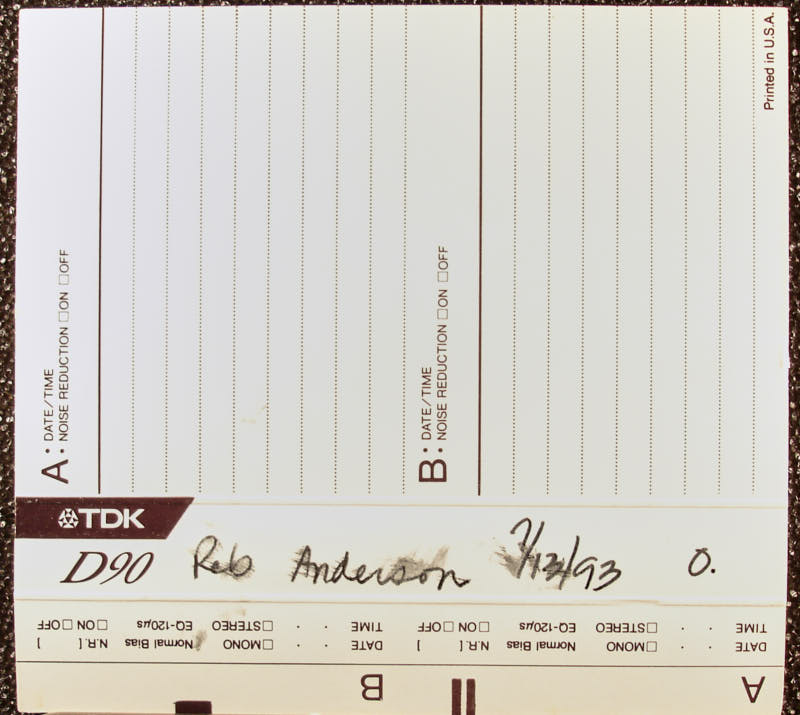 Printed in U.S.A.
A: DATE/TIME
NOISE REDUCTION □ON □OFF
B: DATE/TIME
NOISE REDUCTION □ON □OFF
TDK
D90 Reb Anderson 7/13/93 O.
A
DATE . . □MONO Normal Bias N.R. [ ]
TIME . . □STEREO EQ-120µs □ON □OFF
B
DATE . . □MONO Normal Bias N.R. [ ]
TIME . . □STEREO EQ-120µs □ON □OFF